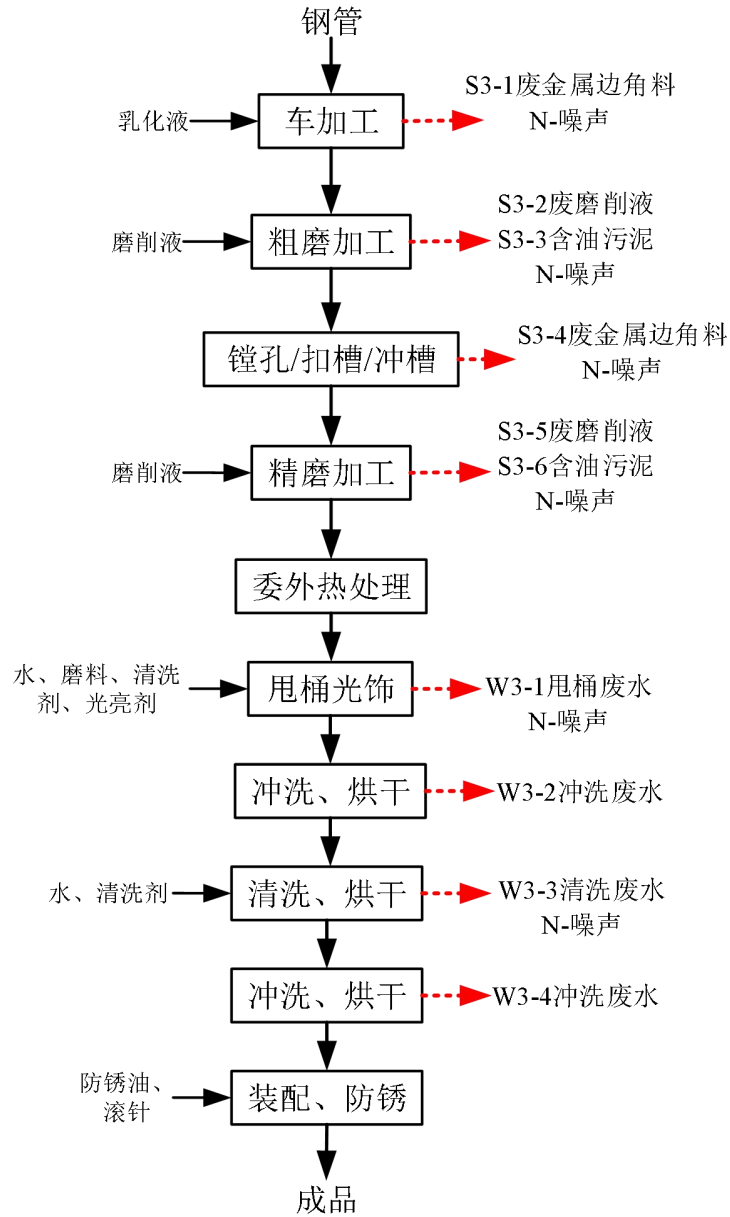 钢管
乳化液
车加工
S3-1废金属边角料
N-噪声
磨削液
粗磨加工
S3-2废磨削液
S3-3含油污泥
N-噪声
镗孔/扣槽/冲槽
S3-4废金属边角料
N-噪声
磨削液
精磨加工
S3-5废磨削液
S3-6含油污泥
N-噪声
委外热处理
水、磨料、清洗
剂、光亮剂
甩桶光饰
W3-1甩桶废水
N-噪声
冲洗、烘干
W3-2冲洗废水
水、清洗剂
清洗、烘干
W3-3清洗废水
N-噪声
冲洗、烘干
W3-4冲洗废水
防锈油、
滚针
装配、防锈
成品